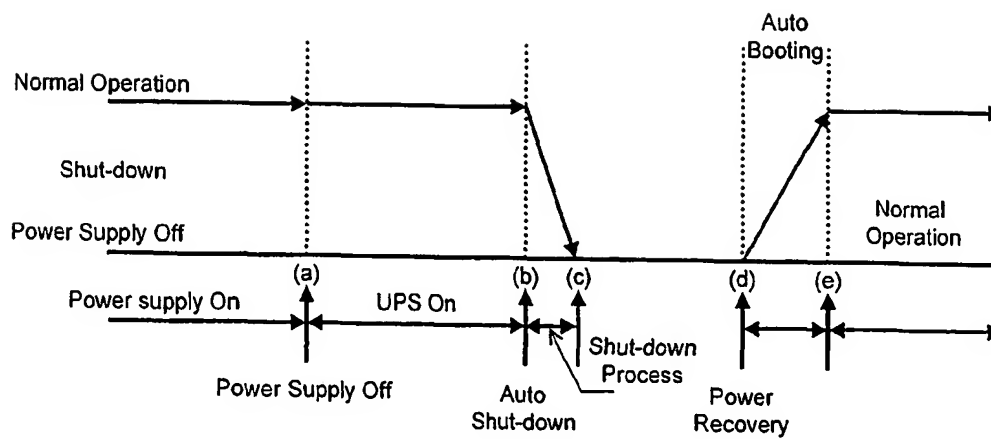 Auto
Booting
Normal Operation
Shut-down
Normal
Operation
Power Supply Off
(a)
(b)
(c)
(d)
(e)
Power supply On
UPS On
Shut-down
Process
Power Supply Off
Auto
Shut-down
Power
Recovery